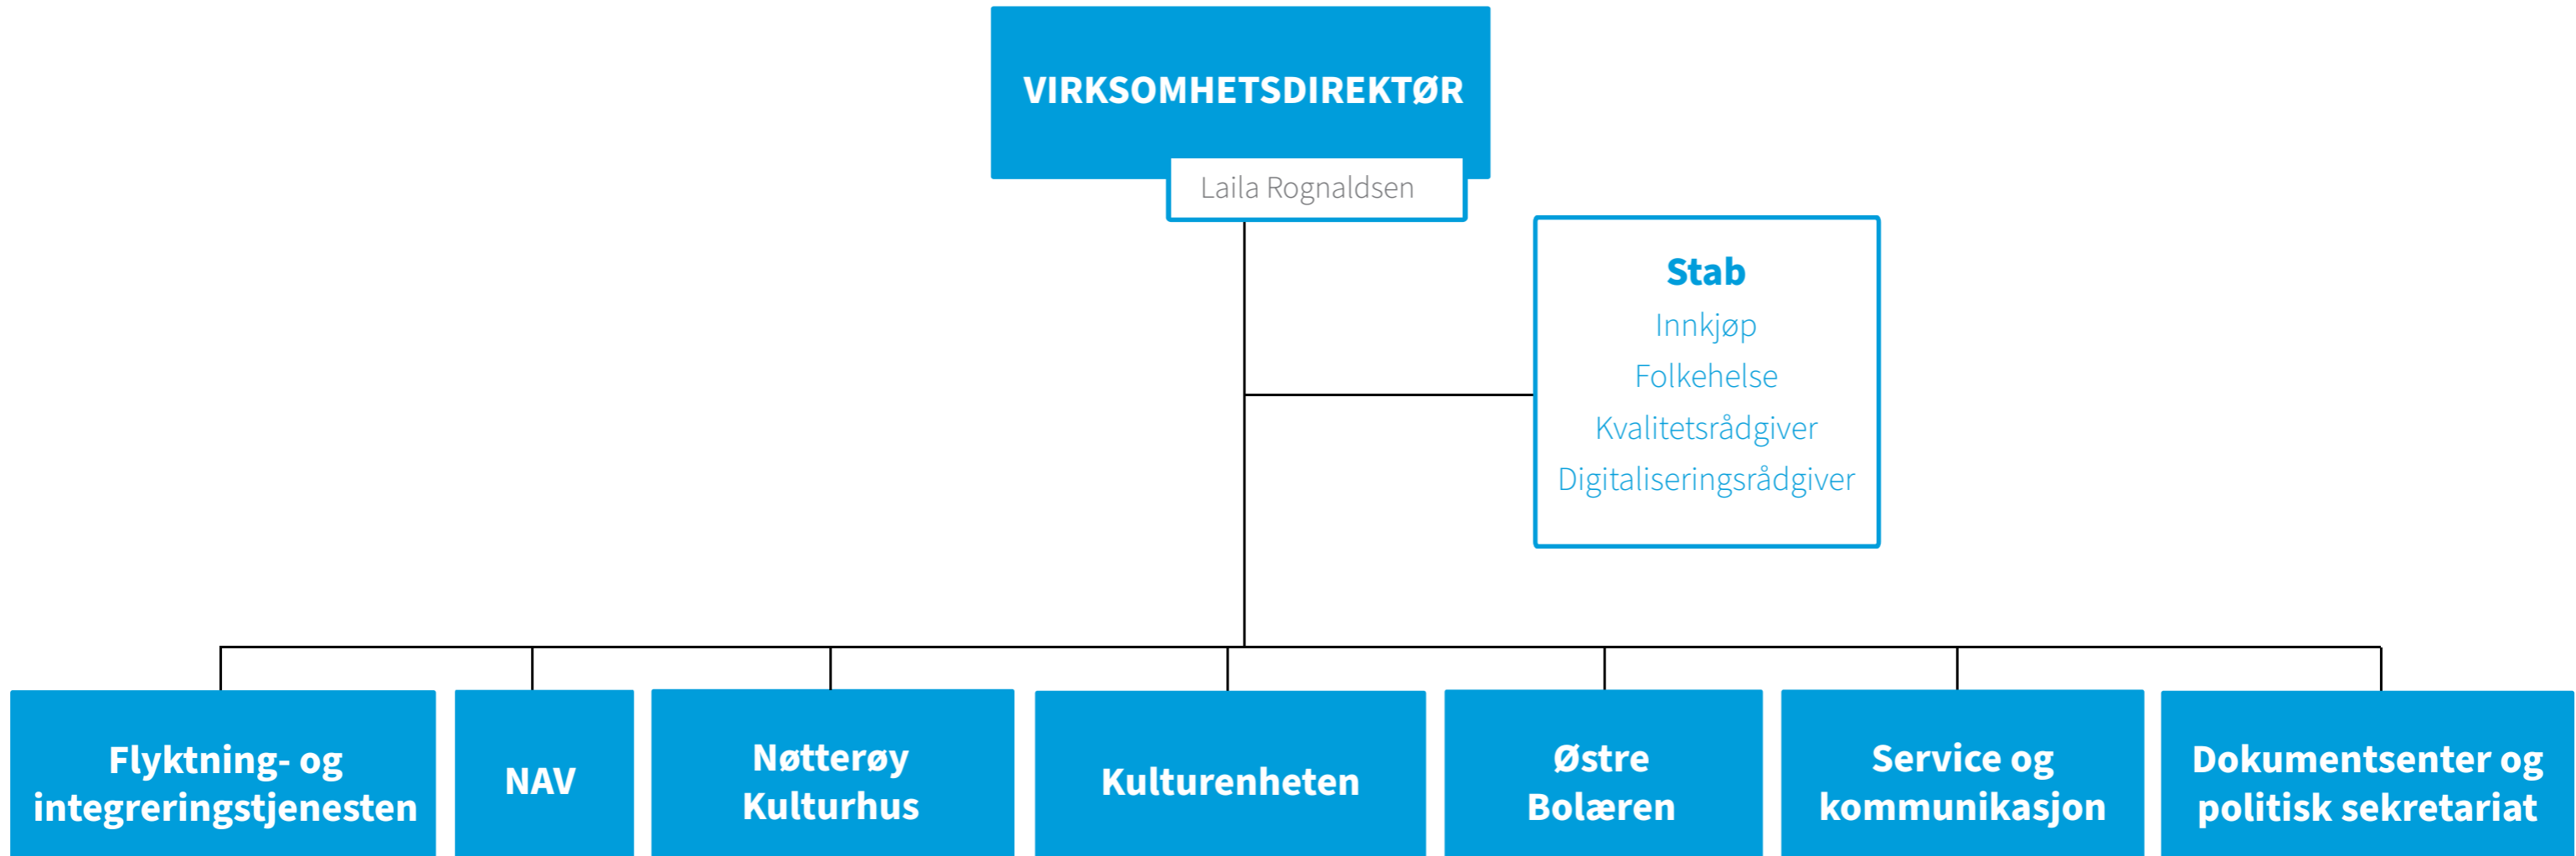 VIRKSOMHETSDIREKTØR
Laila Rognaldsen
Stab
Innkjøp
Folkehelse
Kvalitetsrådgiver
Digitaliseringsrådgiver
Flyktning- og
integreringstjenesten
NAV
Nøtterøy
Kulturhus
Kulturenheten
Østre
Bolæren
Service og
kommunikasjon
Dokumentsenter og
politisk sekretariat